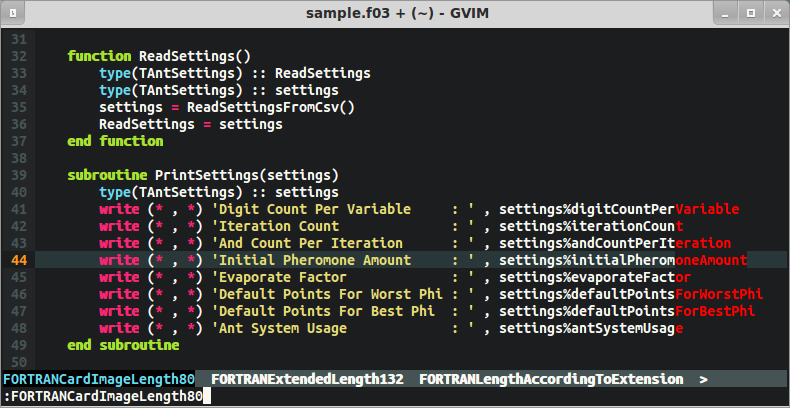 sample.f03 + (~) - GVIM
31
32 function ReadSettings()
33 type(TAntSettings) :: ReadSettings
34 type(TAntSettings) :: settings
35 settings = ReadSettingsFromCsv()
36 ReadSettings = settings
37 end function
38
39 subroutine PrintSettings(settings)
40 type(TAntSettings) :: settings
41 write (* , *) 'Digit Count Per Variable     : ' , settings%digitCountPerVariable
42 write (* , *) 'Iteration Count              : ' , settings%iterationCount
43 write (* , *) 'And Count Per Iteration      : ' , settings%andCountPerIteration
44 write (* , *) 'Initial Pheromone Amount     : ' , settings%initialPheromoneAmount
45 write (* , *) 'Evaporate Factor             : ' , settings%evaporateFactor
46 write (* , *) 'Default Points For Worst Phi : ' , settings%defaultPointsForWorstPhi
47 write (* , *) 'Default Points For Best Phi  : ' , settings%defaultPointsForBestPhi
48 write (* , *) 'Ant System Usage             : ' , settings%antSystemUsage
49 end subroutine
50
FORTRANCardImageLength80  FORTRANExtendedLength132  FORTRANLengthAccordingToExtension  >
:FORTRANCardImageLength80